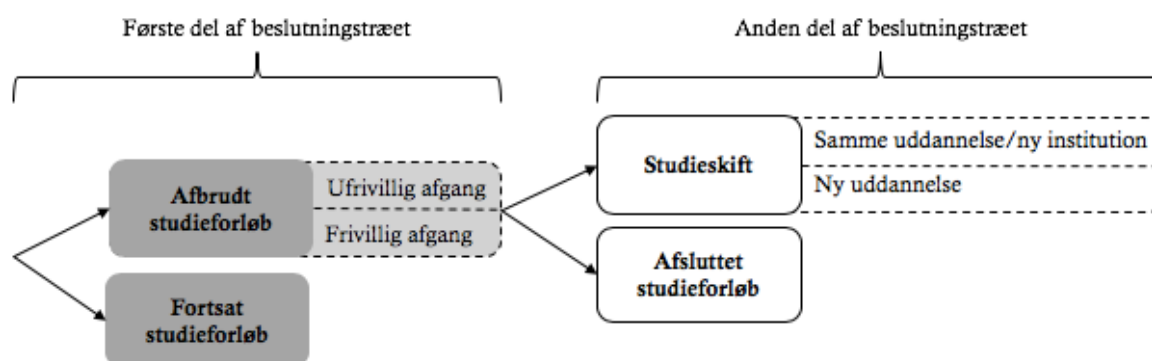 Første del af beslutningstræet
Anden del af beslutningstræet
Afbrudt
studieforløb
Ufrivillig afgang
Frivillig afgang
Fortsat
studieforløb
Studieskift
Samme uddannelse/ny institution
Ny uddannelse
Afsluttet
studieforløb